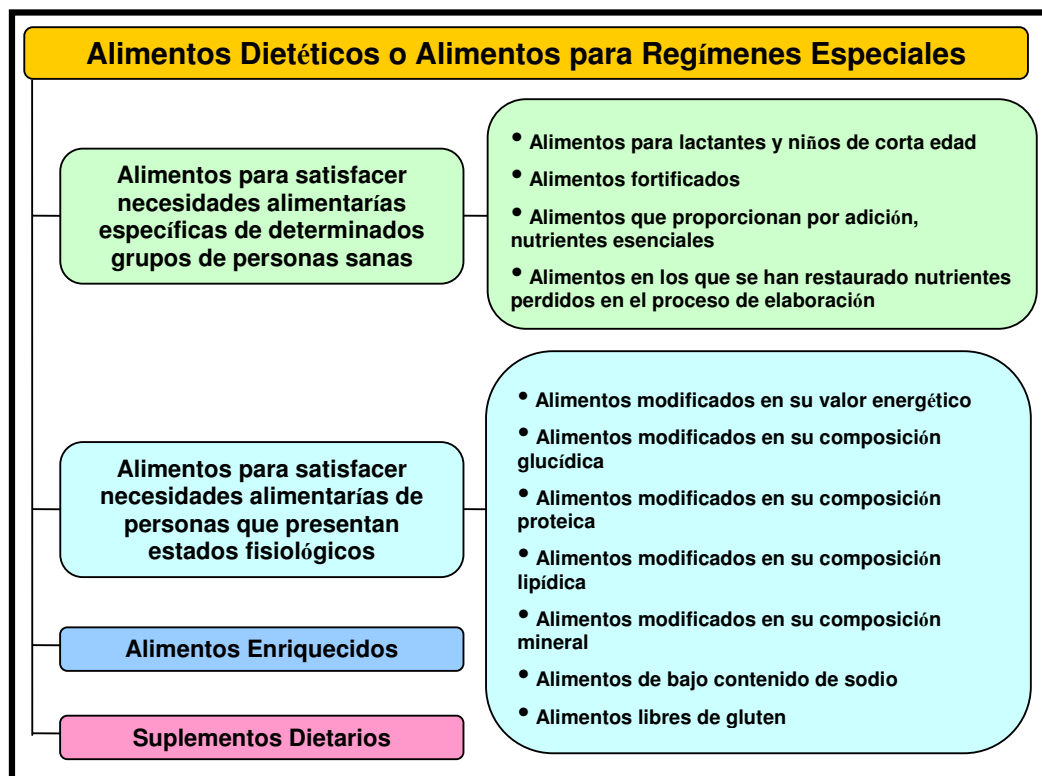 Alimentos Dietéticos o Alimentos para Regímenes Especiales
Alimentos para satisfacer
necesidades alimentarías
específicas de determinados
grupos de personas sanas
• Alimentos para lactantes y niños de corta edad
• Alimentos fortificados
• Alimentos que proporcionan por adición,
nutrientes esenciales
• Alimentos en los que se han restaurado nutrientes
perdidos en el proceso de elaboración
Alimentos para satisfacer
necesidades alimentarías de
personas que presentan
estados fisiológicos
• Alimentos modificados en su valor energético
• Alimentos modificados en su composición
glucídica
• Alimentos modificados en su composición
proteica
• Alimentos modificados en su composición
lipídica
• Alimentos modificados en su composición
mineral
• Alimentos de bajo contenido de sodio
• Alimentos libres de gluten
Alimentos Enriquecidos
Suplementos Dietarios